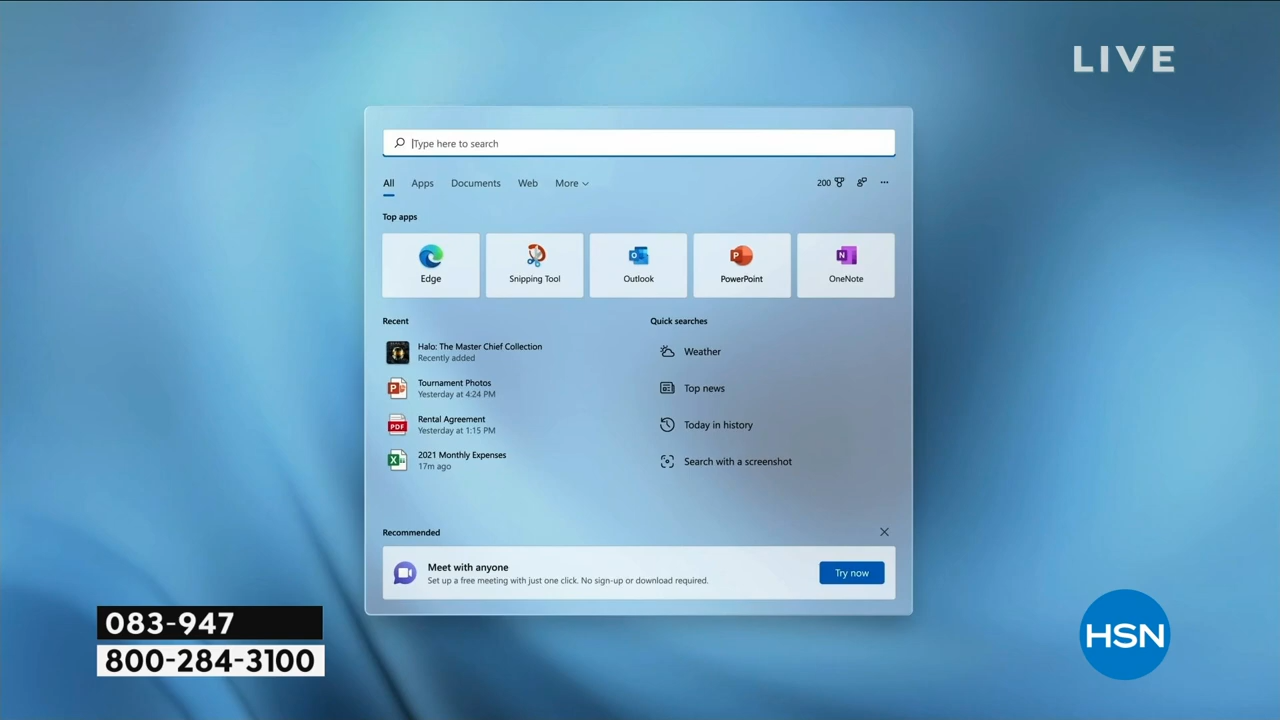 LIVE
Type here to search
All Apps Documents Web More 200
Top apps
Edge Snipping Tool Outlook PowerPoint OneNote
Recent
Halo: The Master Chief Collection
Recently added
Tournament Photos
Yesterday at 4:24 PM
Rental Agreement
Yesterday at 1:15 PM
2021 Monthly Expenses
17m ago
Quick searches
Weather
Top news
Today in history
Search with a screenshot
Recommended
Meet with anyone
Set up a free meeting with just one click. No sign-up or download required.
Try now
083-947
800-284-3100
HSN